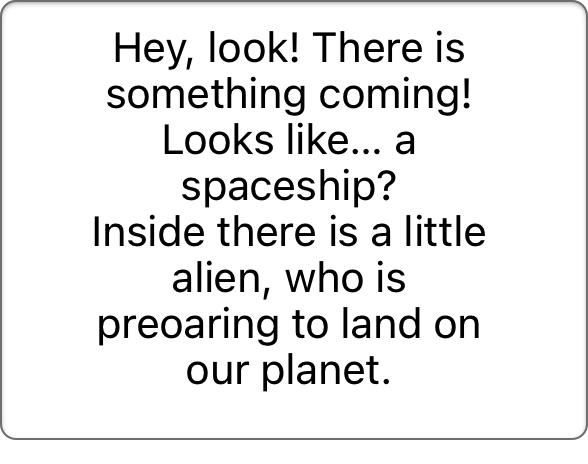 Hey, look! There is
something coming!
Looks like... a
spaceship?
Inside there is a little
alien, who is
preoaring to land on
our planet.